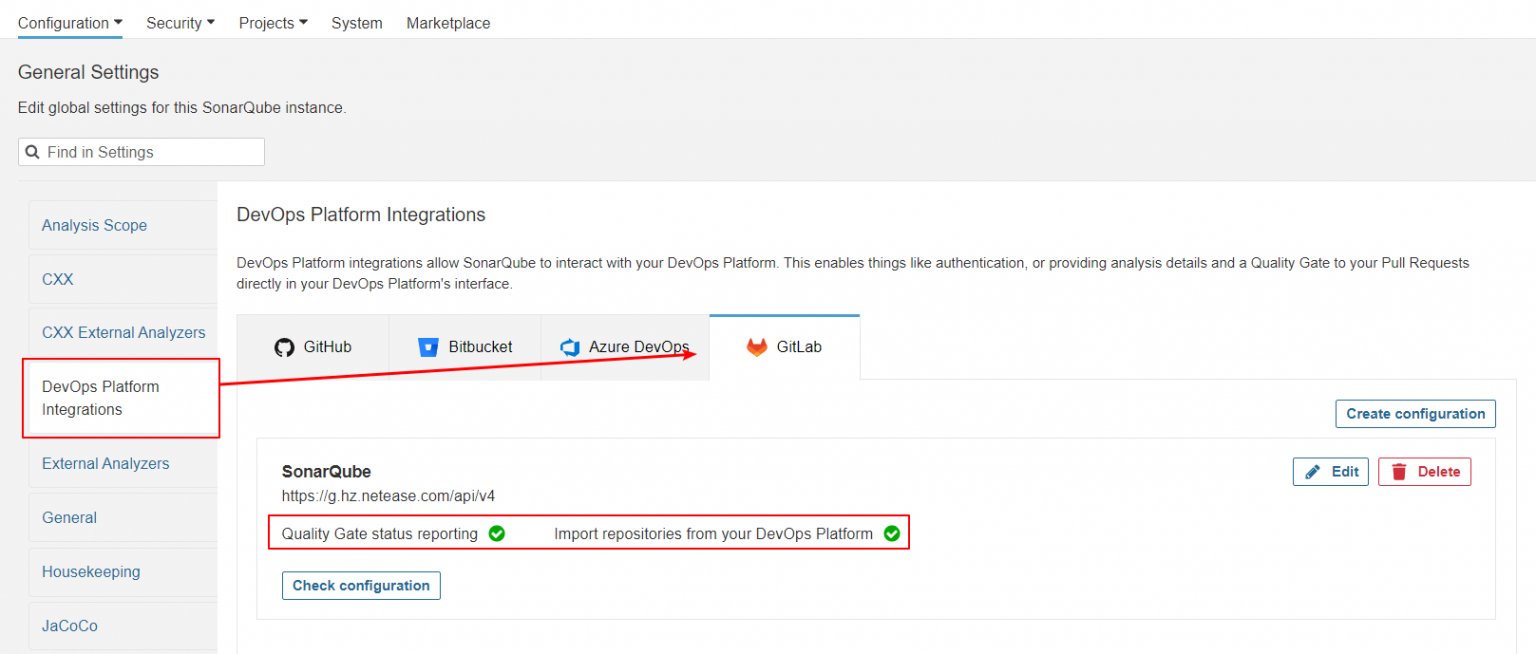 Configuration Security Projects System Marketplace
General Settings
Edit global settings for this SonarQube instance.
Find in Settings
Analysis Scope
CXX
CXX External Analyzers
DevOps Platform
Integrations
External Analyzers
General
Housekeeping
JaCoCo
DevOps Platform Integrations
DevOps Platform integrations allow SonarQube to interact with your DevOps Platform. This enables things like authentication, or providing analysis details and a Quality Gate to your Pull Requests
directly in your DevOps Platform's interface.
GitHub Bitbucket Azure DevOps GitLab
Create configuration
SonarQube
Edit Delete
https://g.hz.netease.com/api/v4
Quality Gate status reporting Import repositories from your DevOps Platform
Check configuration